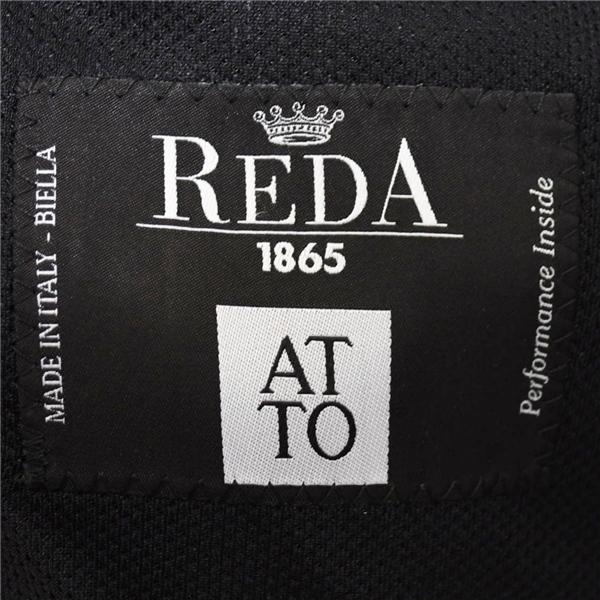 REDA
1865
AT
TO
MADE IN ITALY - BIELLA
Performance Inside